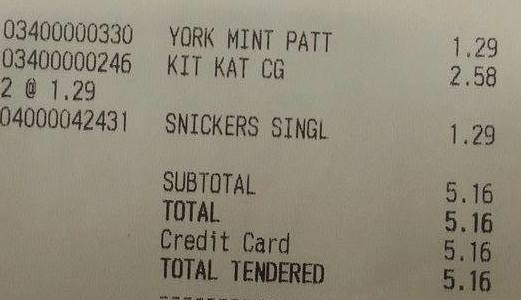 03400000330 YORK MINT PATT 1.29
03400000246 KIT KAT CG 2.58
2 @ 1.29
04000042431 SNICKERS SINGL 1.29
SUBTOTAL 5.16
TOTAL 5.16
Credit Card 5.16
TOTAL TENDERED 5.16